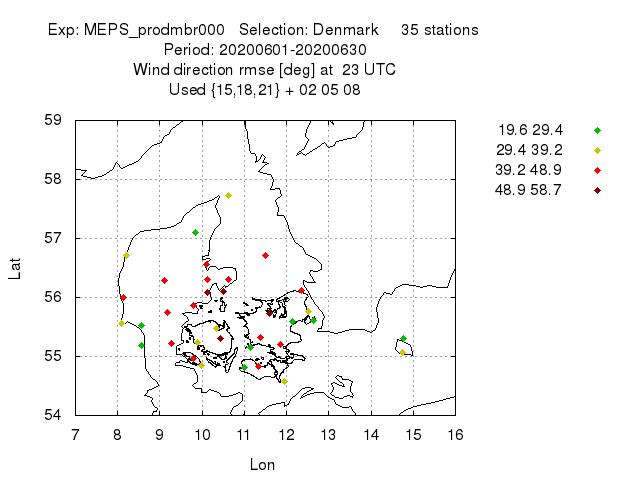 Exp: MEPS_prodmbr000   Selection: Denmark     35 stations
Period: 20200601-20200630
Wind direction rmse [deg] at  23 UTC
Used {15,18,21} + 02 05 08
19.6 29.4
29.4 39.2
39.2 48.9
48.9 58.7
59
58
57
56
55
54
Lat
7 8 9 10 11 12 13 14 15 16
Lon